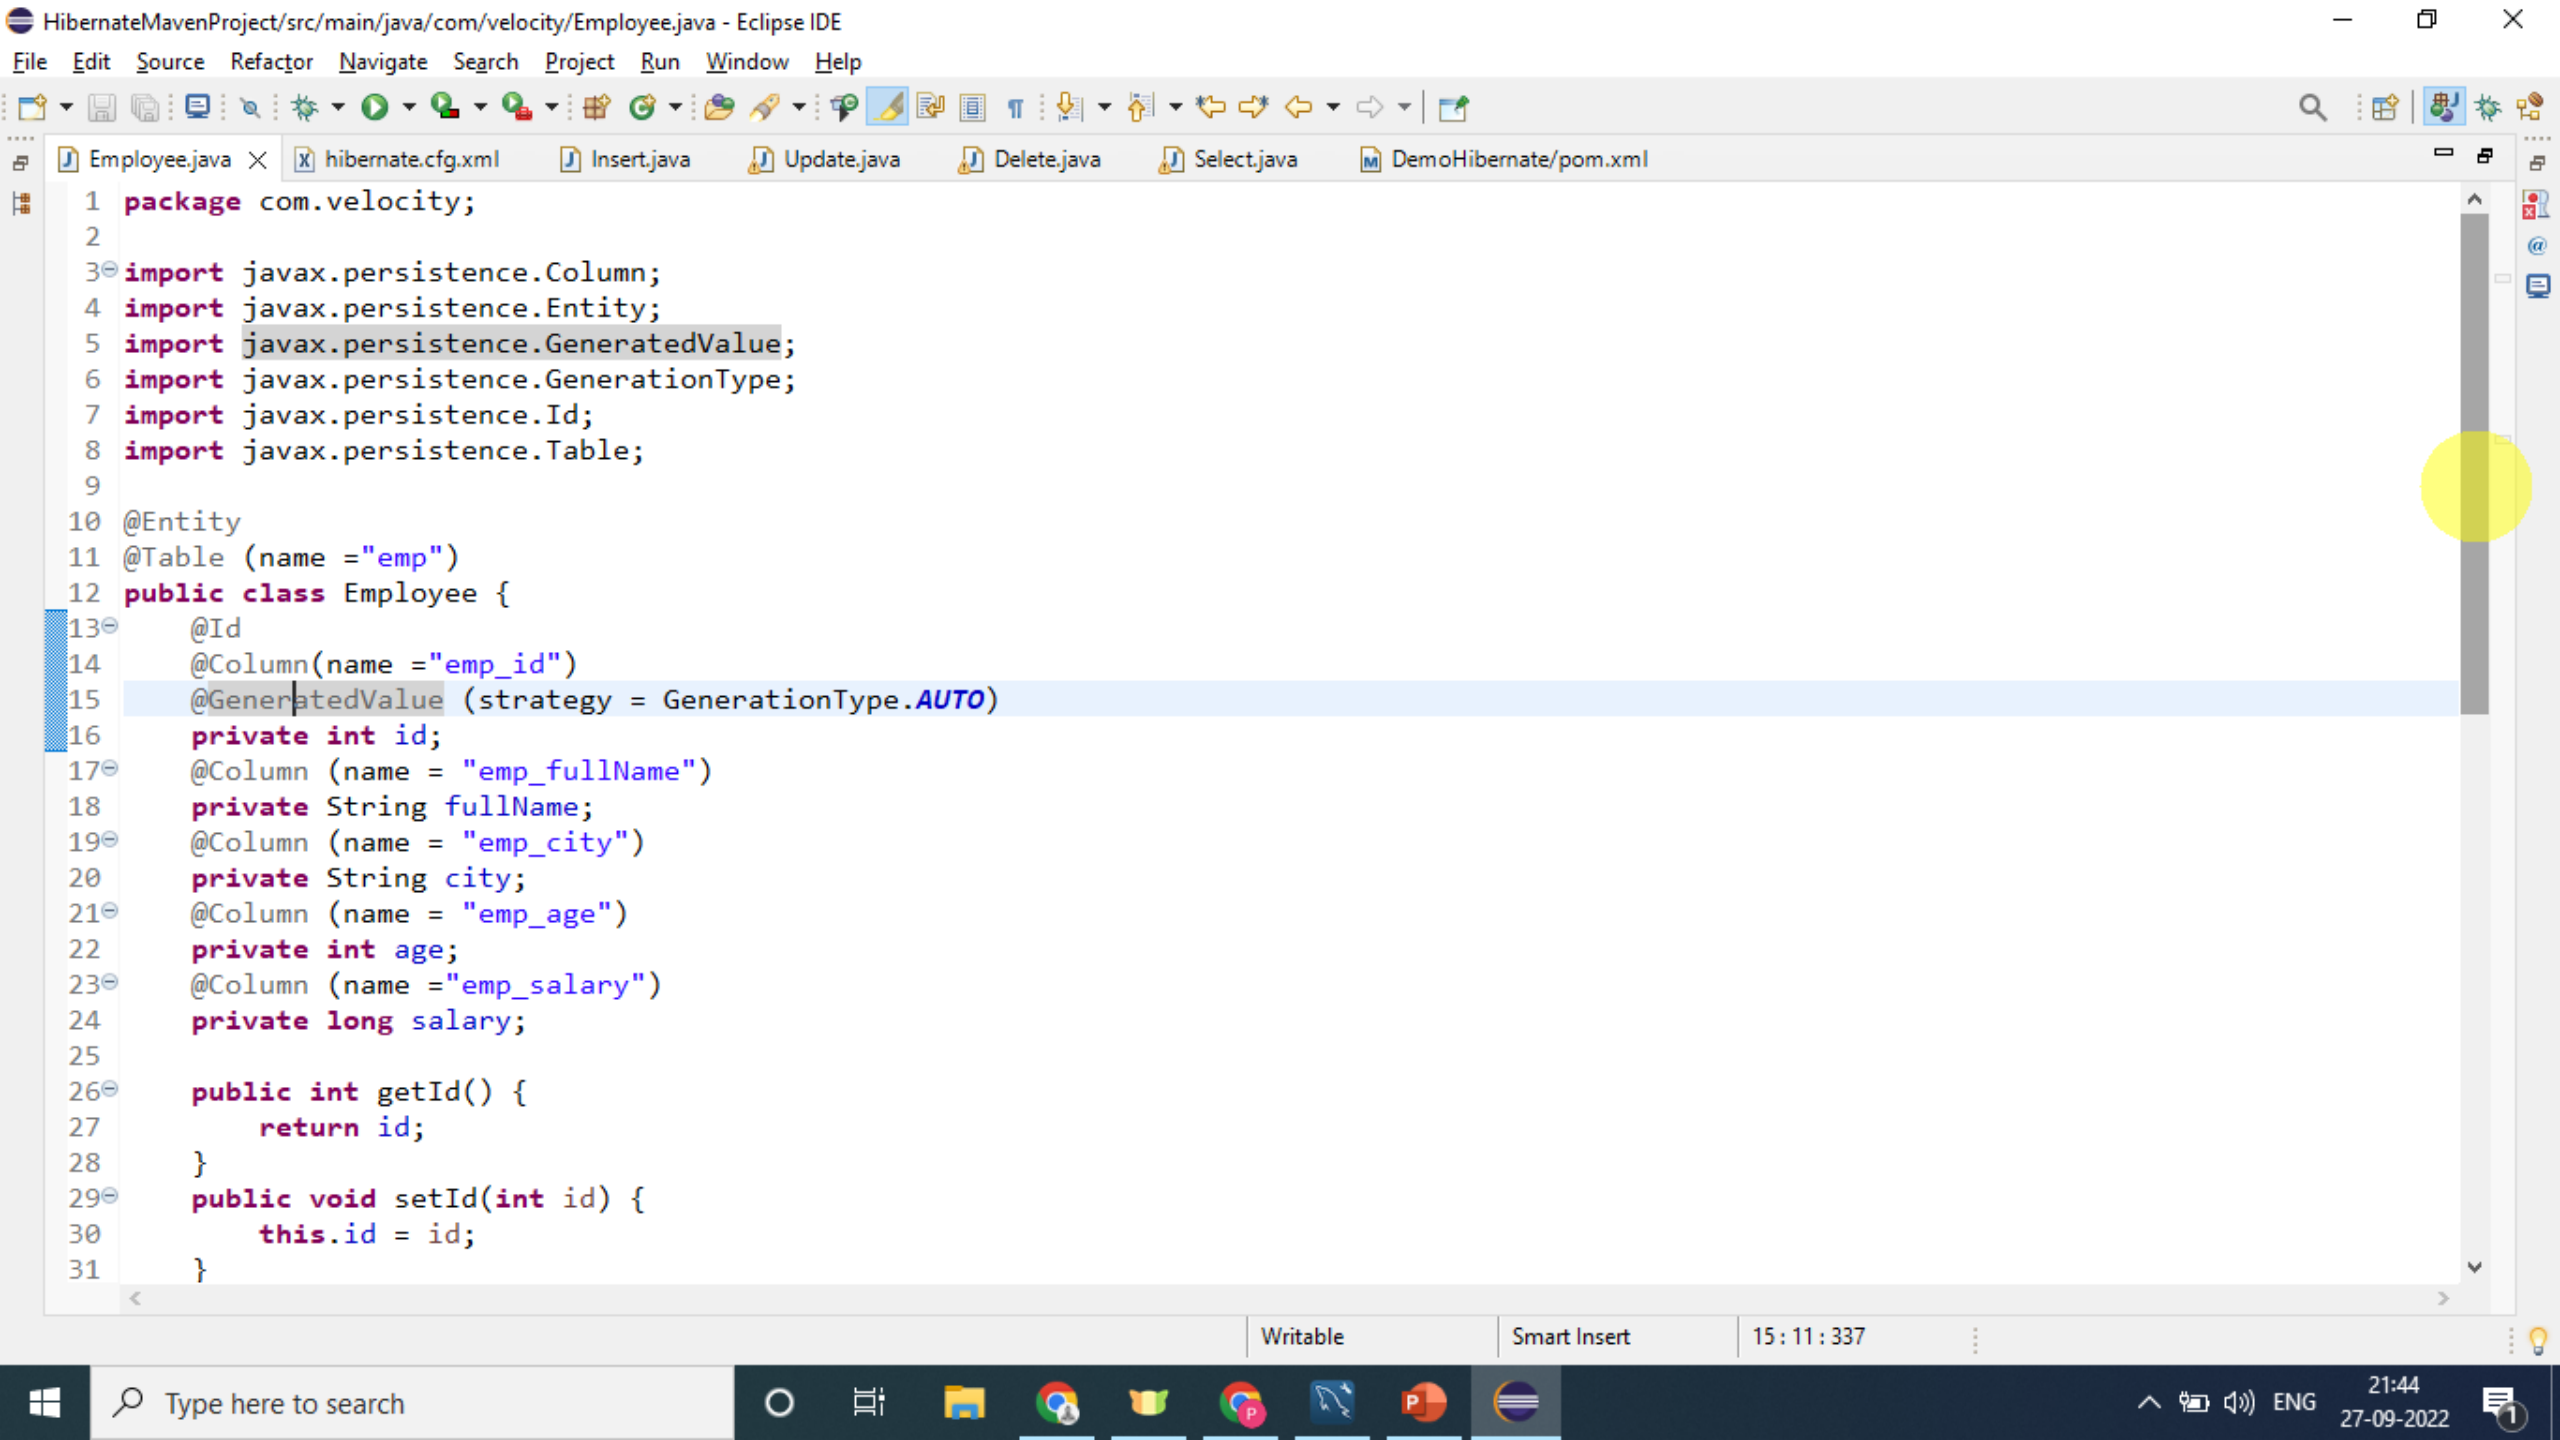 HibernateMavenProject/src/main/java/com/velocity/Employee.java - Eclipse IDE
File Edit Source Refactor Navigate Search Project Run Window Help
Employee.java hibernate.cfg.xml Insert.java Update.java Delete.java Select.java DemoHibernate/pom.xml
1 package com.velocity;
2
3 import javax.persistence.Column;
4 import javax.persistence.Entity;
5 import javax.persistence.GeneratedValue;
6 import javax.persistence.GenerationType;
7 import javax.persistence.Id;
8 import javax.persistence.Table;
9
10 @Entity
11 @Table (name ="emp")
12 public class Employee {
13 @Id
14 @Column(name ="emp_id")
15 @GeneratedValue (strategy = GenerationType.AUTO)
16 private int id;
17 @Column (name = "emp_fullName")
18 private String fullName;
19 @Column (name = "emp_city")
20 private String city;
21 @Column (name = "emp_age")
22 private int age;
23 @Column (name ="emp_salary")
24 private long salary;
25
26 public int getId() {
27 return id;
28 }
29 public void setId(int id) {
30 this.id = id;
31 }
Writable Smart Insert 15 : 11 : 337
Type here to search
ENG
21:44
27-09-2022
1